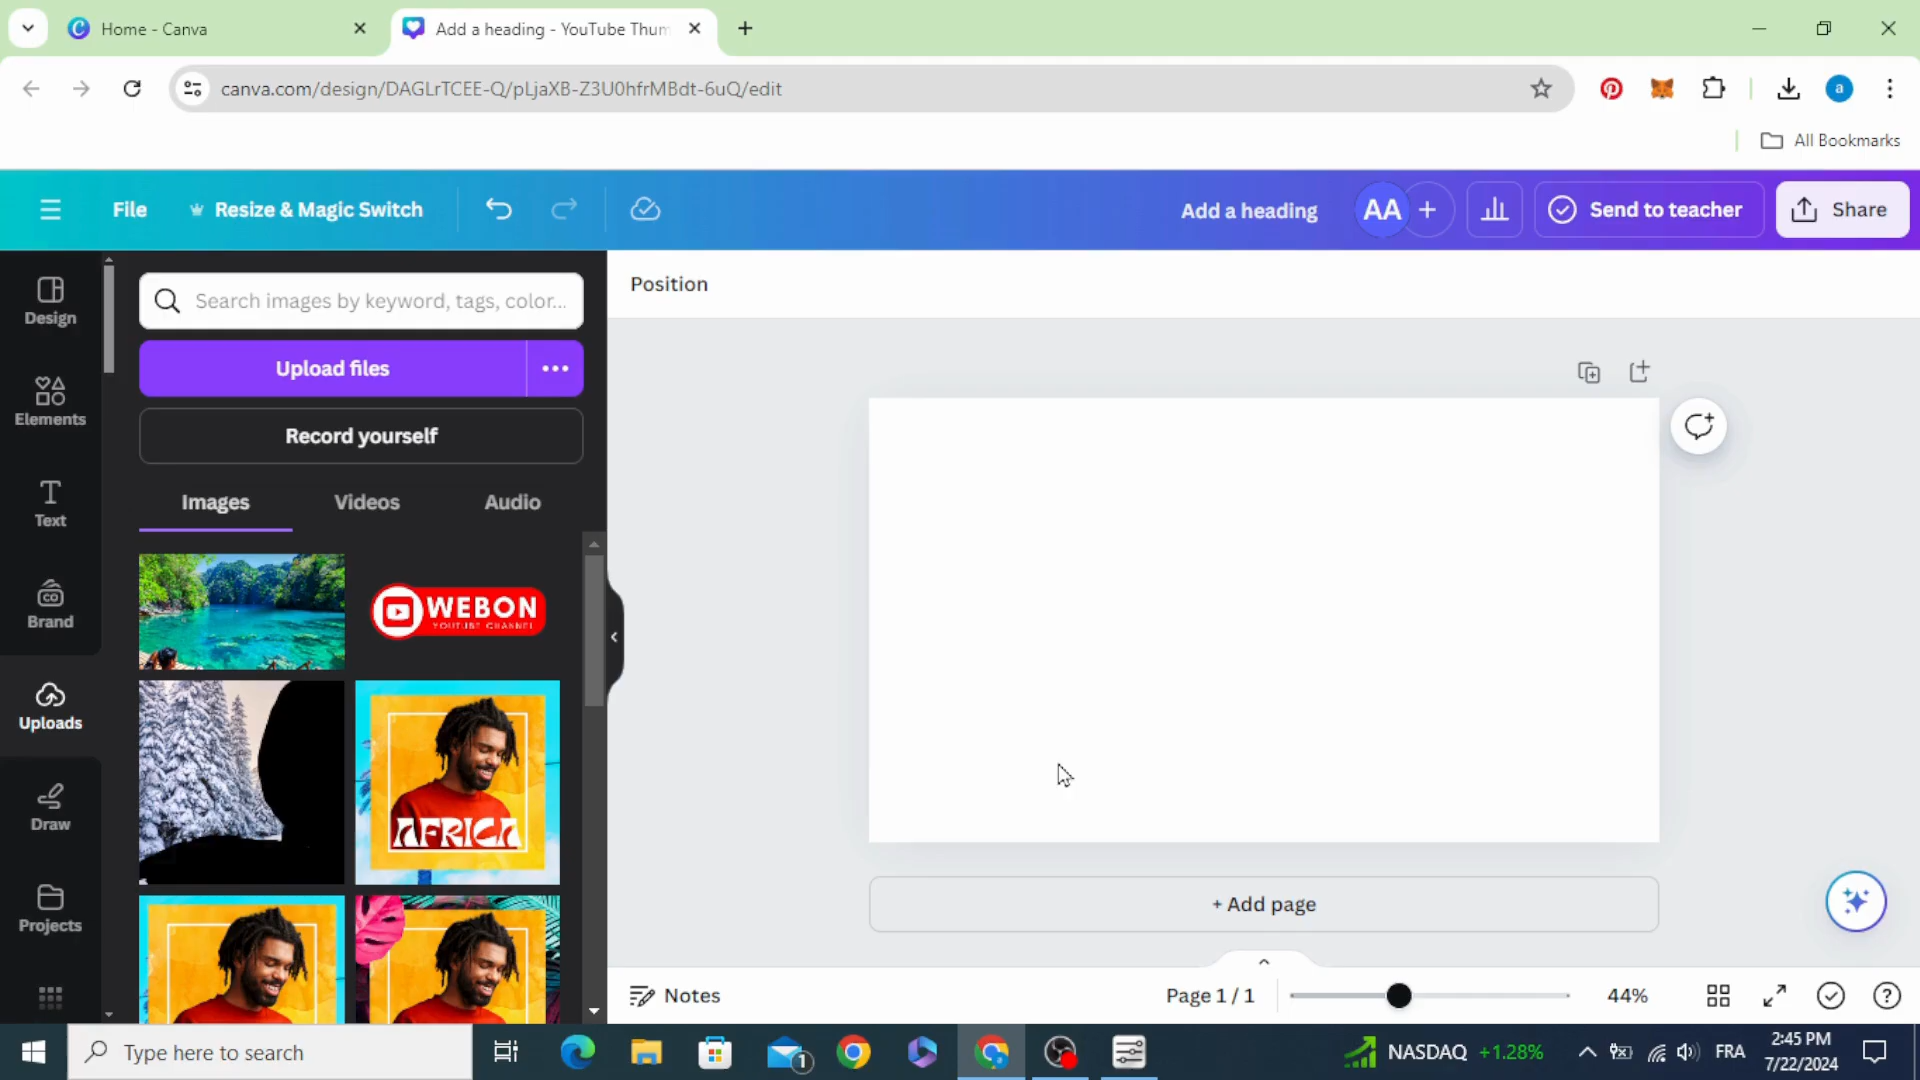 Home - Canva
Add a heading - YouTube Thum
canva.com/design/DAGLrTCEE-Q/pLjaXB-Z3U0hfrMBdt-6uQ/edit
a
All Bookmarks
File
Resize & Magic Switch
Add a heading
AA
Send to teacher
Share
Design
Elements
Text
Brand
Uploads
Draw
Projects
Search images by keyword, tags, color...
Upload files
Record yourself
Images
Videos
Audio
WEBON
YOUTUBE CHANNEL
AFRICA
Position
+ Add page
Notes
Page 1 / 1
44%
Type here to search
1
NASDAQ +1.28%
FRA
2:45 PM
7/22/2024